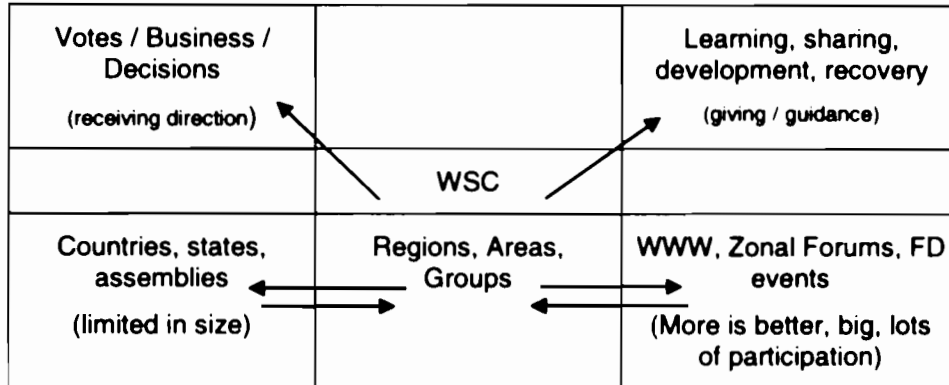 Votes / Business /
Decisions
(receiving direction)
Learning, sharing,
development, recovery
(giving / guidance)
WSC
Countries, states,
assemblies
(limited in size)
Regions, Areas,
Groups
WWW, Zonal Forums, FD
events
(More is better, big, lots
of participation)